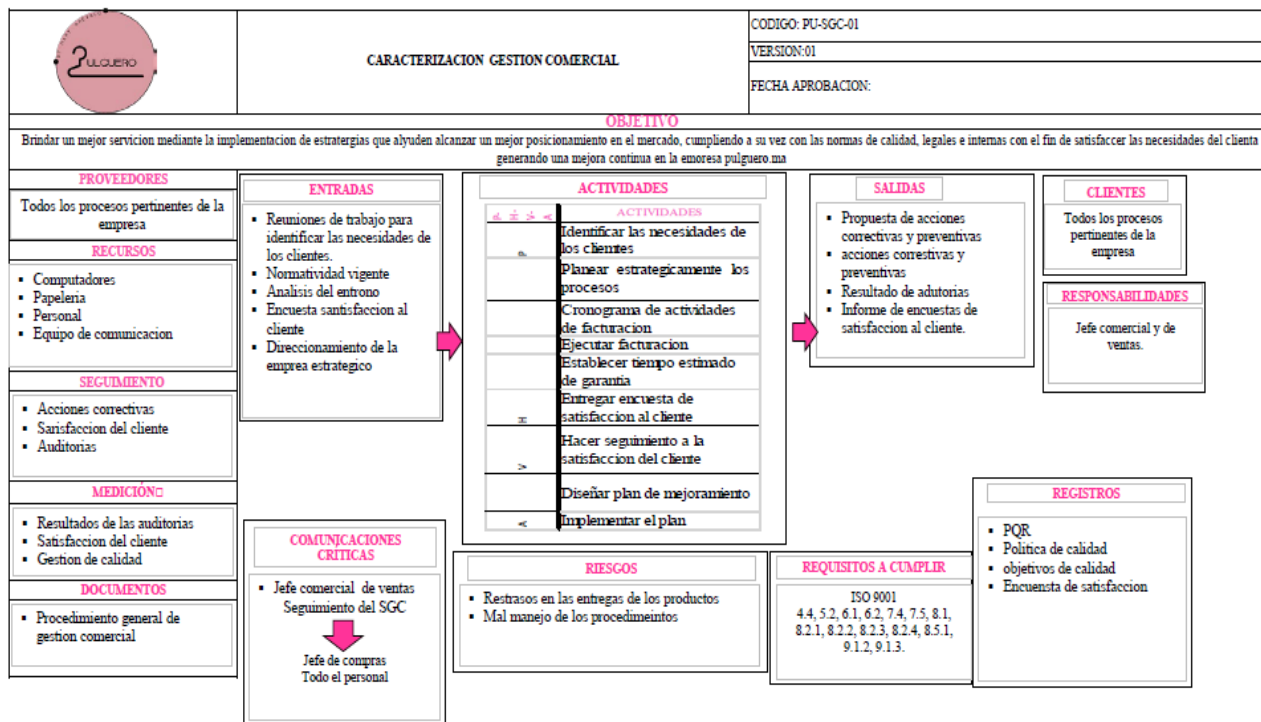 PULGUERO
CARACTERIZACION GESTION COMERCIAL
CODIGO: PU-SGC-01
VERSION:01
FECHA APROBACION:
OBJETIVO
Brindar un mejor servicion mediante la implementacion de estratergias que alyuden alcanzar un mejor posicionamiento en el mercado, cumpliendo a su vez con las normas de calidad, legales e internas con el fin de satisfaccer las necesidades del clienta
generando una mejora continua en la emoresa pulguero.ma
PROVEEDORES
Todos los procesos pertinentes de la
empresa
RECURSOS
▪ Computadores
▪ Papeleria
▪ Personal
▪ Equipo de comunicacion
SEGUIMIENTO
▪ Acciones correctivas
▪ Sarisfaccion del cliente
▪ Auditorias
MEDICIÓN□
▪ Resultados de las auditorias
▪ Satisfaccion del cliente
▪ Gestion de calidad
DOCUMENTOS
▪ Procedimiento general de
gestion comercial
ENTRADAS
▪ Reuniones de trabajo para
identificar las necesidades de
los clientes.
▪ Normatividad vigente
▪ Analisis del entrono
▪ Encuesta santisfaccion al
cliente
▪ Direccionamiento de la
emprea estrategico
COMUNJCACIONES
CRÍTICAS
▪ Jefe comercial de ventas
Seguimiento del SGC
Jefe de compras
Todo el personal
ACTIVIDADES
P. H. V. A
ACTIVIDADES
P
Identificar las necesidades de
los clienrtes
Planear estrategicamente los
procesos
Cronograma de actividades
de facturacion
Ejecutar facturacion
Establecer tiempo estimado
de garantia
H
Entregar encuesta de
satisfaccion al cliente
V
Hacer seguimiento a la
satisfaccion del cliente
Diseñar plan de mejoramiento
A
Implementar el plan
RIESGOS
▪ Restrasos en las entregas de los productos
▪ Mal manejo de los procedimeintos
SALIDAS
▪ Propuesta de acciones
correctivas y preventivas
▪ acciones correstivas y
preventivas
▪ Resultado de adutorias
▪ Informe de encuestas de
satisfaccion al cliente.
CLIENTES
Todo los procesos
pertinentes de la
empresa
RESPONSABILIDADES
Jefe comercial y de
ventas.
REQUISITOS A CUMPLIR
ISO 9001
4.4, 5.2, 6.1, 6.2, 7.4, 7.5, 8.1,
8.2.1, 8.2.2, 8.2.3, 8.2.4, 8.5.1,
9.1.2, 9.1.3.
REGISTROS
▪ PQR
▪ Politica de calidad
▪ objetivos de calidad
▪ Encuensta de satisfaccion